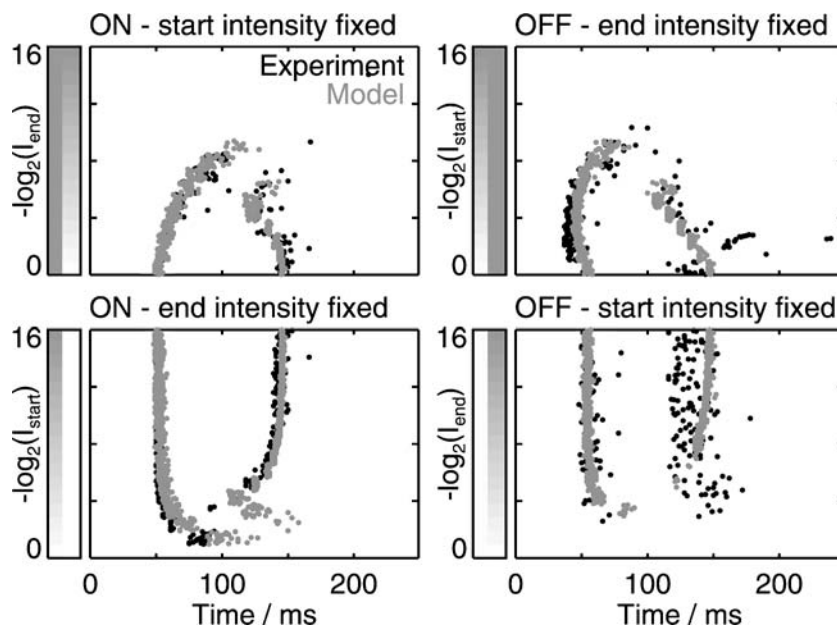 ON - start intensity fixed
OFF - end intensity fixed
16
-log2(Iend)
0
Experiment
Model
16
-log2(Istart)
0
ON - end intensity fixed
OFF - start intensity fixed
16
-log2(Istart)
0
16
-log2(Iend)
0
0
100
200
0
100
200
Time / ms
Time / ms